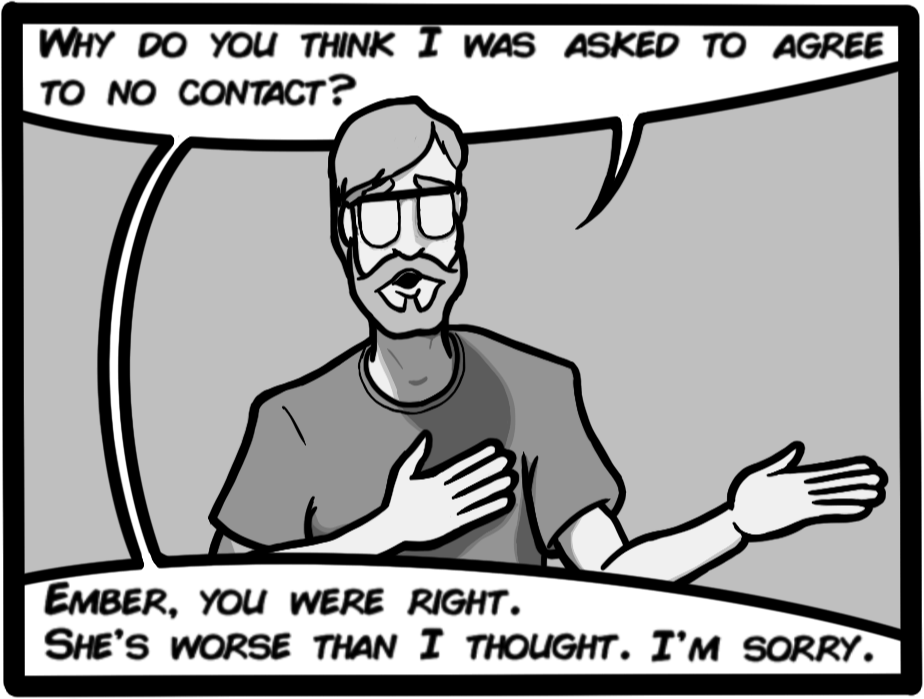 Why do you think I was asked to agree
to no contact?
Ember, you were right.
She's worse than I thought. I'm sorry.